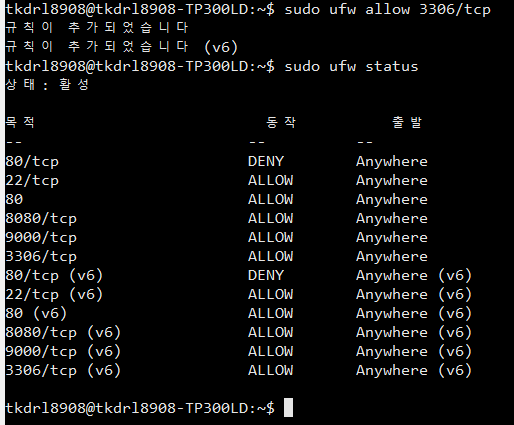 tkdrl8908@tkdrl8908-TP300LD:~$ sudo ufw allow 3306/tcp
규칙이 추가되었습니다
규칙이 추가되었습니다 (v6)
tkdrl8908@tkdrl8908-TP300LD:~$ sudo ufw status
상태: 활성
목적 동작 출발
-- -- --
80/tcp DENY Anywhere
22/tcp ALLOW Anywhere
80 ALLOW Anywhere
8080/tcp ALLOW Anywhere
9000/tcp ALLOW Anywhere
3306/tcp ALLOW Anywhere
80/tcp (v6) DENY Anywhere (v6)
22/tcp (v6) ALLOW Anywhere (v6)
80 (v6) ALLOW Anywhere (v6)
8080/tcp (v6) ALLOW Anywhere (v6)
9000/tcp (v6) ALLOW Anywhere (v6)
3306/tcp (v6) ALLOW Anywhere (v6)
tkdrl8908@tkdrl8908-TP300LD:~$